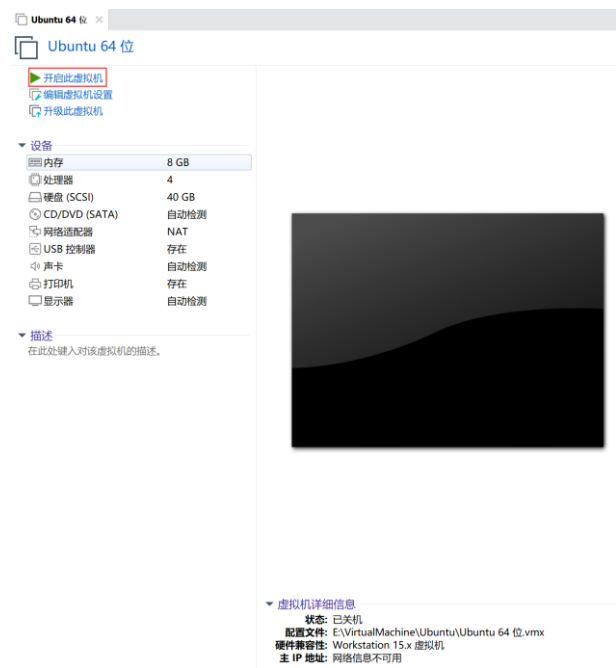 Ubuntu 64 位
Ubuntu 64 位
开启此虚拟机
编辑虚拟机设置
升级此虚拟机
设备
内存 8 GB
处理器 4
硬盘 (SCSI) 40 GB
CD/DVD (SATA) 自动检测
网络适配器 NAT
USB 控制器 存在
声卡 自动检测
打印机 存在
显示器 自动检测
描述
在此处键入对该虚拟机的描述。
虚拟机详细信息
状态: 已关机
配置文件: E:\VirtualMachine\Ubuntu\Ubuntu 64 位.vmx
硬件兼容性: Workstation 15.x 虚拟机
主 IP 地址: 网络信息不可用